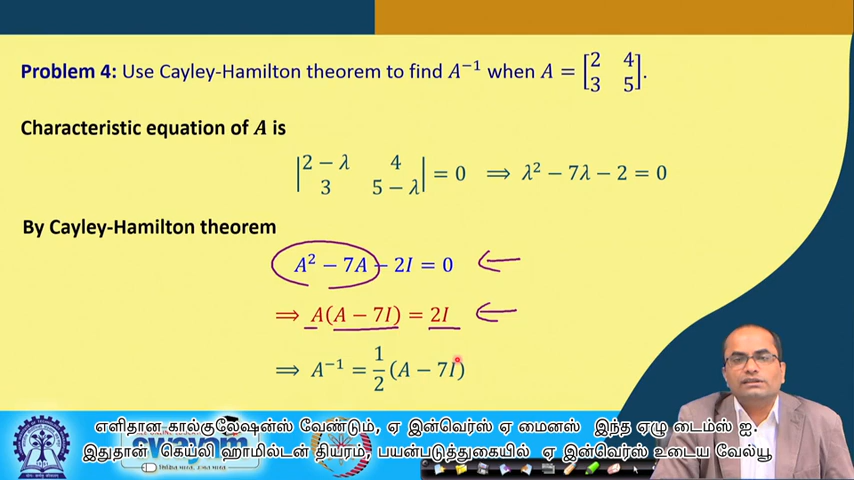 Problem 4: Use Cayley-Hamilton theorem to find A⁻¹ when A = [2 4; 3 5].
Characteristic equation of A is
|2 − λ 4; 3 5 − λ| = 0 ⟹ λ² − 7λ − 2 = 0
By Cayley-Hamilton theorem
A² − 7A − 2I = 0
⟹ A(A − 7I) = 2I
⟹ A⁻¹ = 1/2 (A − 7I)
எளிதான கால்குலேஷன்ஸ் வேண்டும், ஏ இன்வெர்ஸ் ஏ மைனஸ் இந்த ஏழு டைம்ஸ் ஐ.
இதுதான் கெய்லி ஹாமில்டன் தியரம், பயன்படுத்துகையில் ஏ இன்வெர்ஸ் உடைய வேல்யூ
swayam